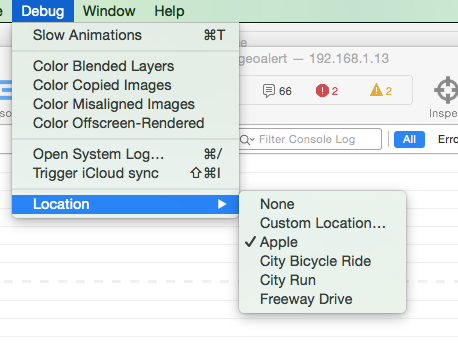 Debug Window Help
Slow Animations ⌘T
geoalert — 192.168.1.13
Color Blended Layers
Color Copied Images
66 2 2
Color Misaligned Images
Color Offscreen-Rendered
Inspe
Filter Console Log All Erro
Open System Log... ⌘/
Trigger iCloud sync ⇧⌘I
Location
None
Custom Location...
✓ Apple
City Bicycle Ride
City Run
Freeway Drive